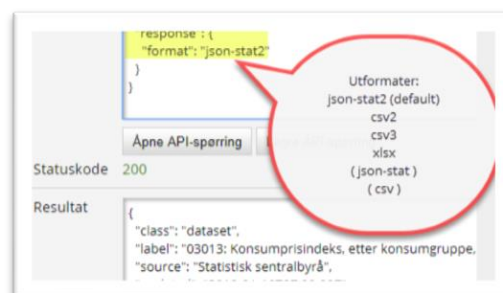 "response": {
"format": "json-stat2"
}
}
Utformater:
json-stat2 (default)
csv2
csv3
xlsx
(json-stat )
( csv )
Åpne API-spørring
Statuskode 200
Resultat
{
"class": "dataset",
"label": "03013: Konsumprisindeks, etter konsumgruppe,
"source": "Statistisk sentralbyrå",